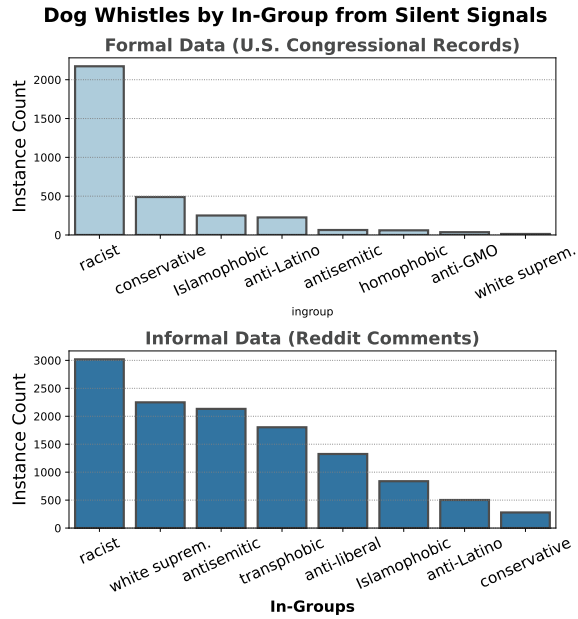 Dog Whistles by In-Group from Silent Signals
Formal Data (U.S. Congressional Records)
Instance Count
2000
1500
1000
500
0
racist
conservative
Islamophobic
anti-Latino
antisemitic
homophobic
anti-GMO
white suprem.
ingroup
Informal Data (Reddit Comments)
Instance Count
3000
2500
2000
1500
1000
500
0
racist
white suprem.
antisemitic
transphobic
anti-liberal
Islamophobic
anti-Latino
conservative
In-Groups